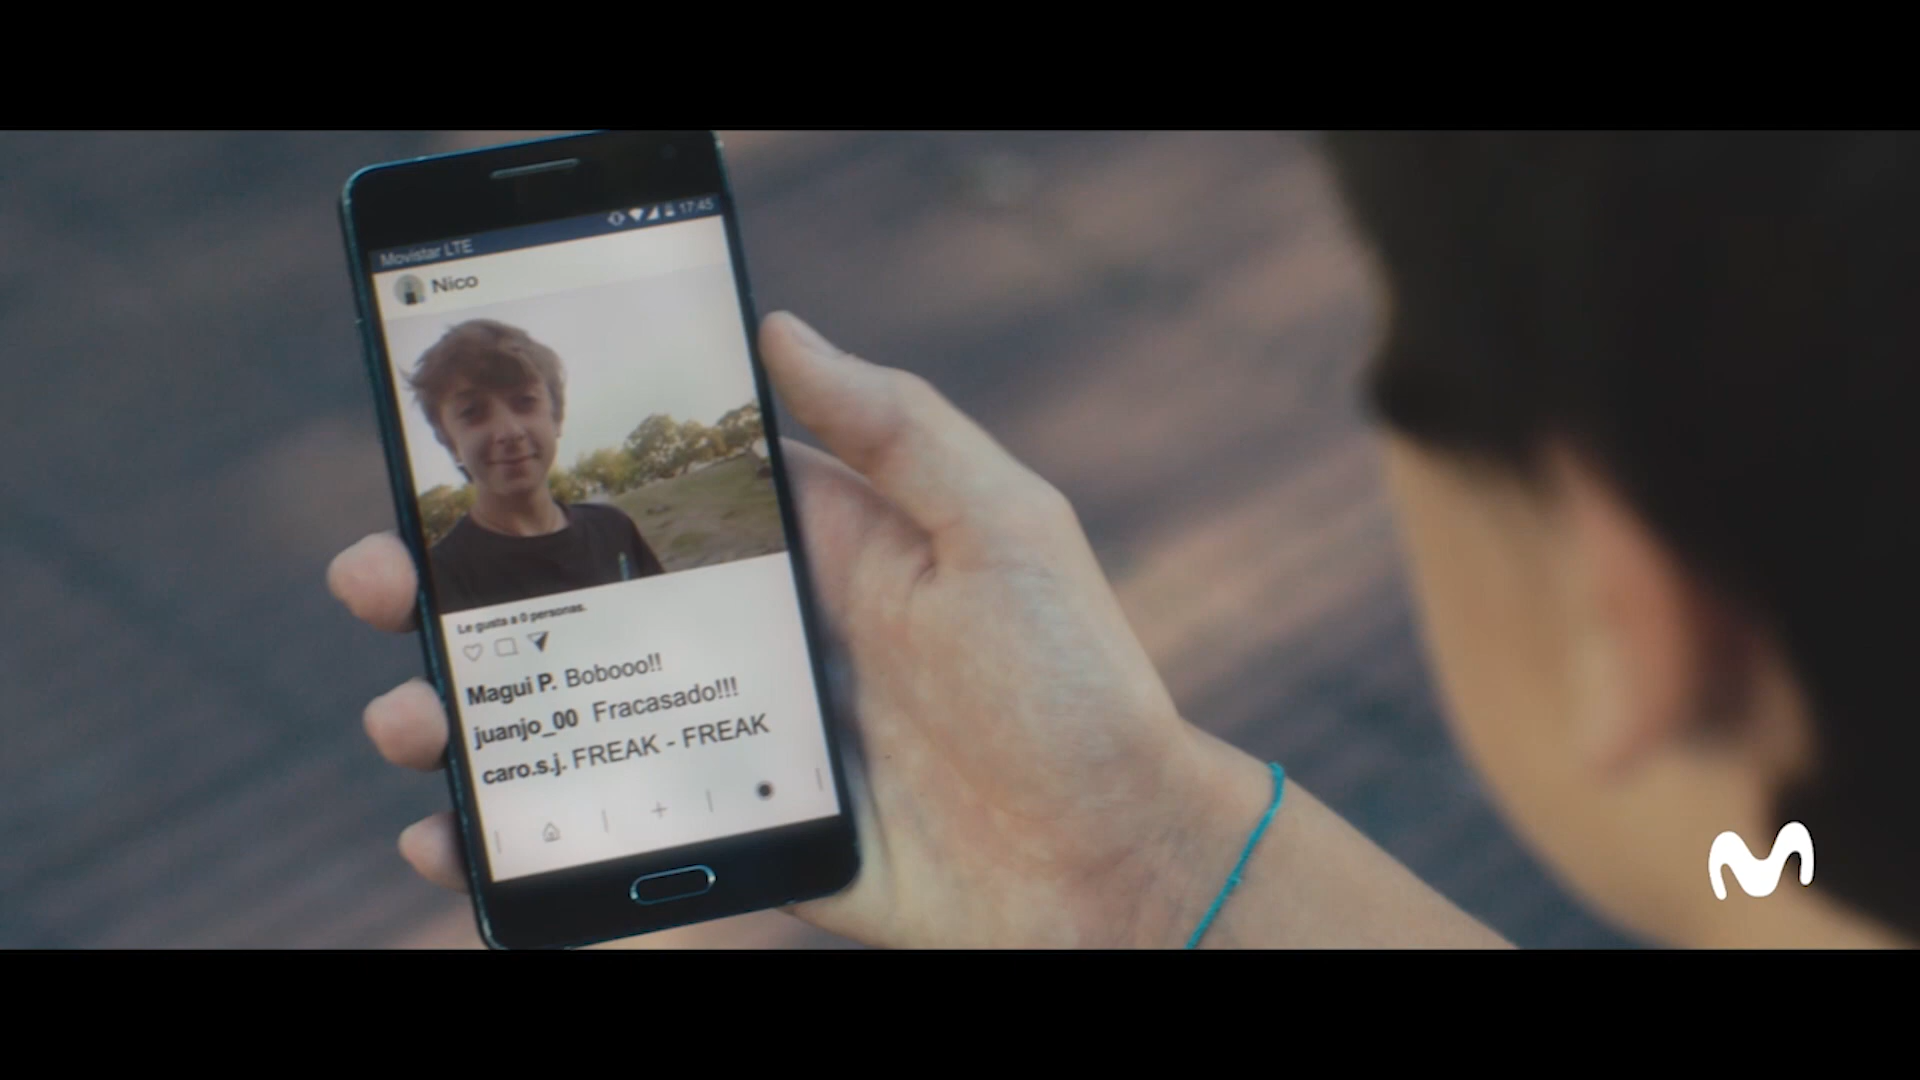 Movistar LTE 17:45
Nico
Le gusta a 0 personas.
Magui P. Bobooo!!
juanjo_00 Fracasado!!!
caro.s.j. FREAK - FREAK